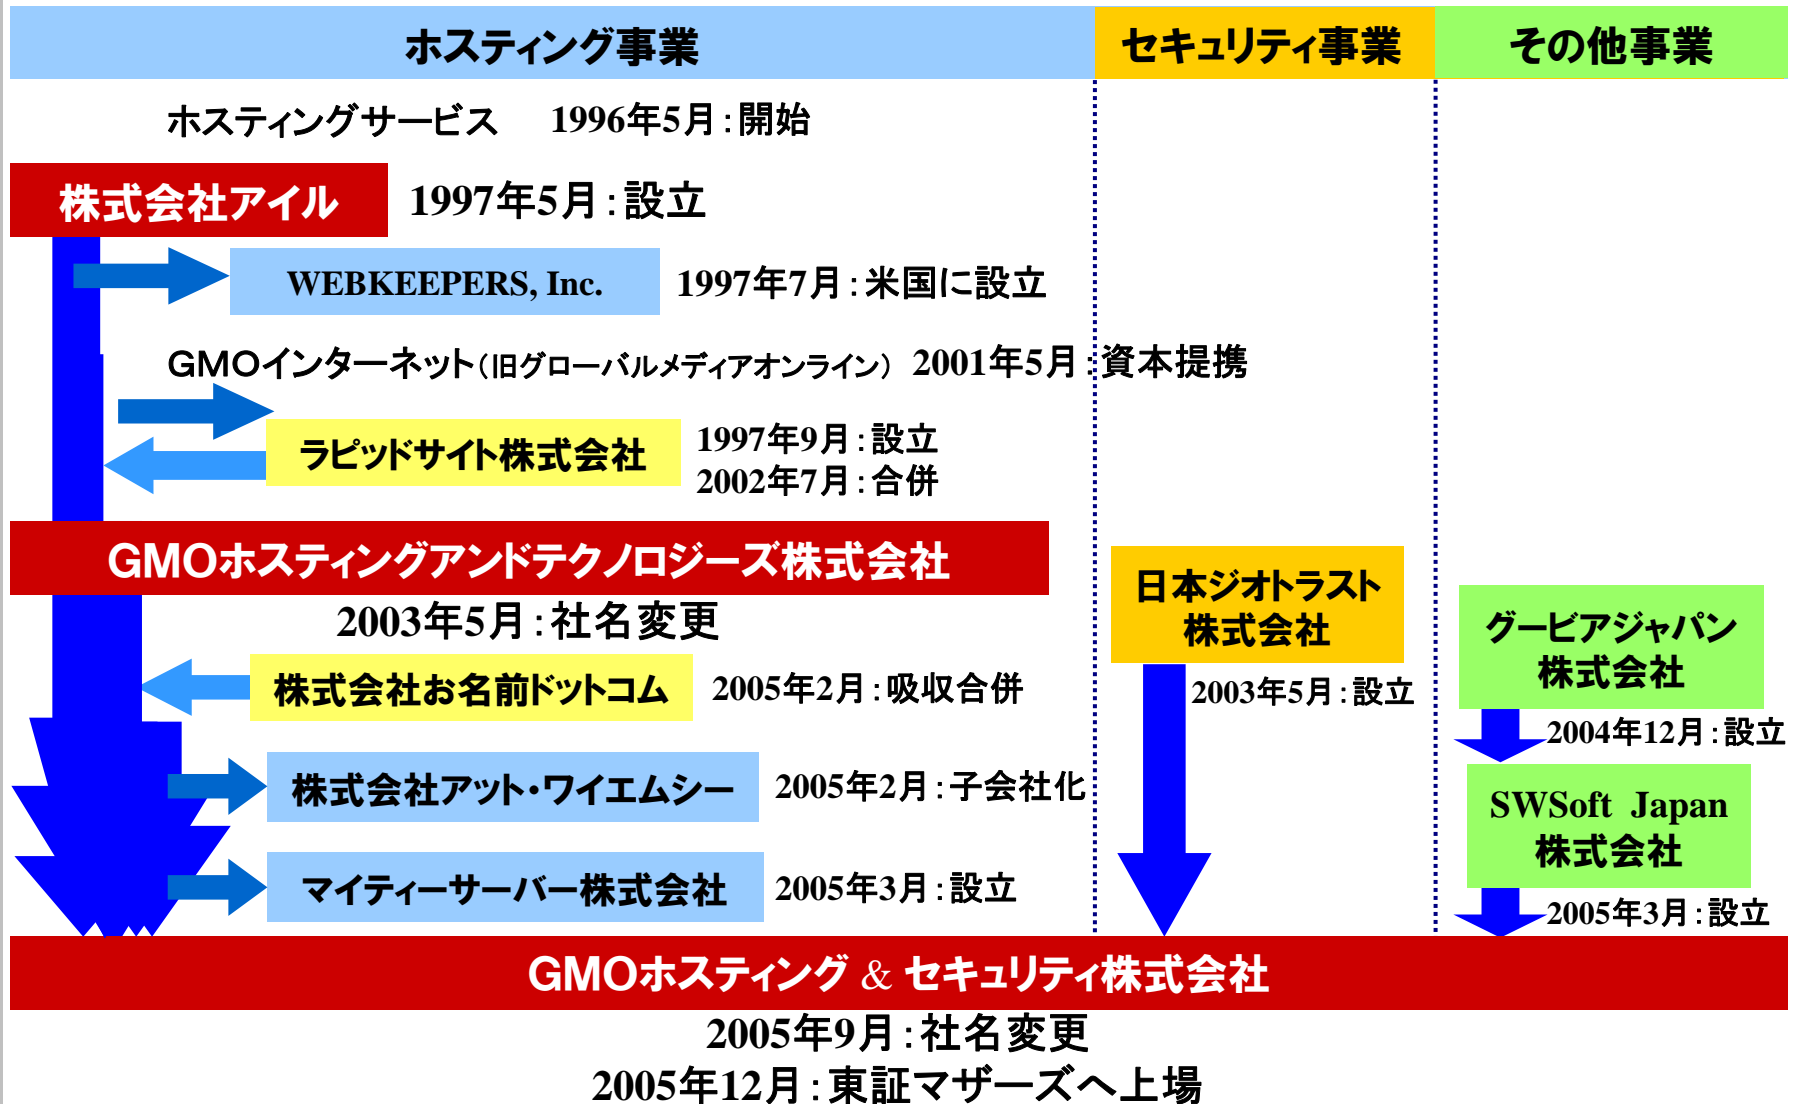 ホスティング事業
セキュリティ事業
その他事業
ホスティングサービス 1996年5月：開始
株式会社アイル 1997年5月：設立
WEBKEEPERS, Inc. 1997年7月：米国に設立
GMOインターネット（旧グローバルメディアオンライン） 2001年5月：資本提携
ラピッドサイト株式会社
1997年9月：設立
2002年7月：合併
GMOホスティングアンドテクノロジーズ株式会社
2003年5月：社名変更
株式会社お名前ドットコム 2005年2月：吸収合併
株式会社アット・ワイエムシー 2005年2月：子会社化
マイティーサーバー株式会社 2005年3月：設立
日本ジオトラスト
株式会社
2003年5月：設立
グービアジャパン
株式会社
2004年12月：設立
SWSoft Japan
株式会社
2005年3月：設立
GMOホスティング & セキュリティ株式会社
2005年9月：社名変更
2005年12月：東証マザーズへ上場